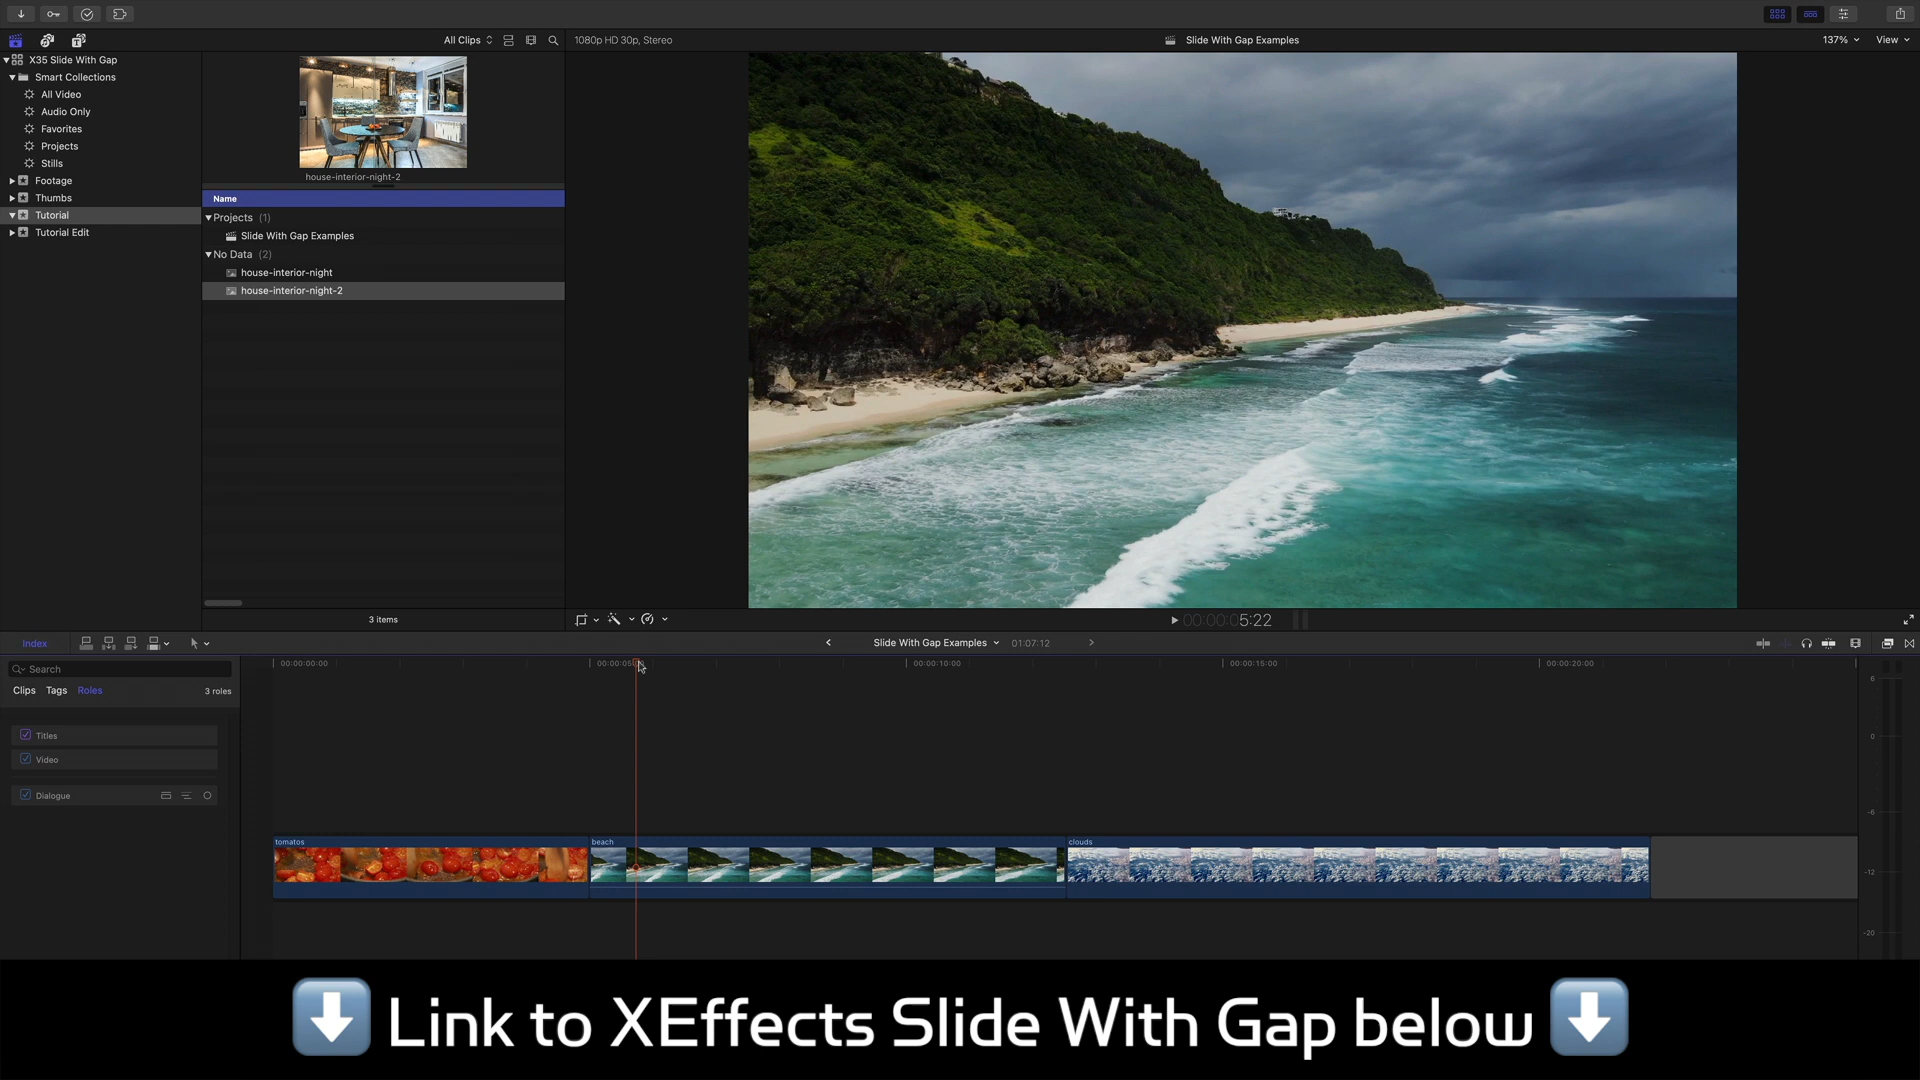 All Clips
1080p HD 30p, Stereo
Slide With Gap Examples
137%
View
X35 Slide With Gap
Smart Collections
All Video
Audio Only
Favorites
Projects
Stills
Footage
Thumbs
Tutorial
Tutorial Edit
house-interior-night-2
Name
Projects (1)
Slide With Gap Examples
No Data (2)
house-interior-night
house-interior-night-2
3 items
00:00:05:22
Index
Slide With Gap Examples
01:07:12
Search
Clips
Tags
Roles
3 roles
Titles
Video
Dialogue
00:00:00:00
00:00:10:00
00:00:15:00
00:00:20:00
6
0
-6
-12
-20
tomatos
beach
clouds
Link to XEffects Slide With Gap below